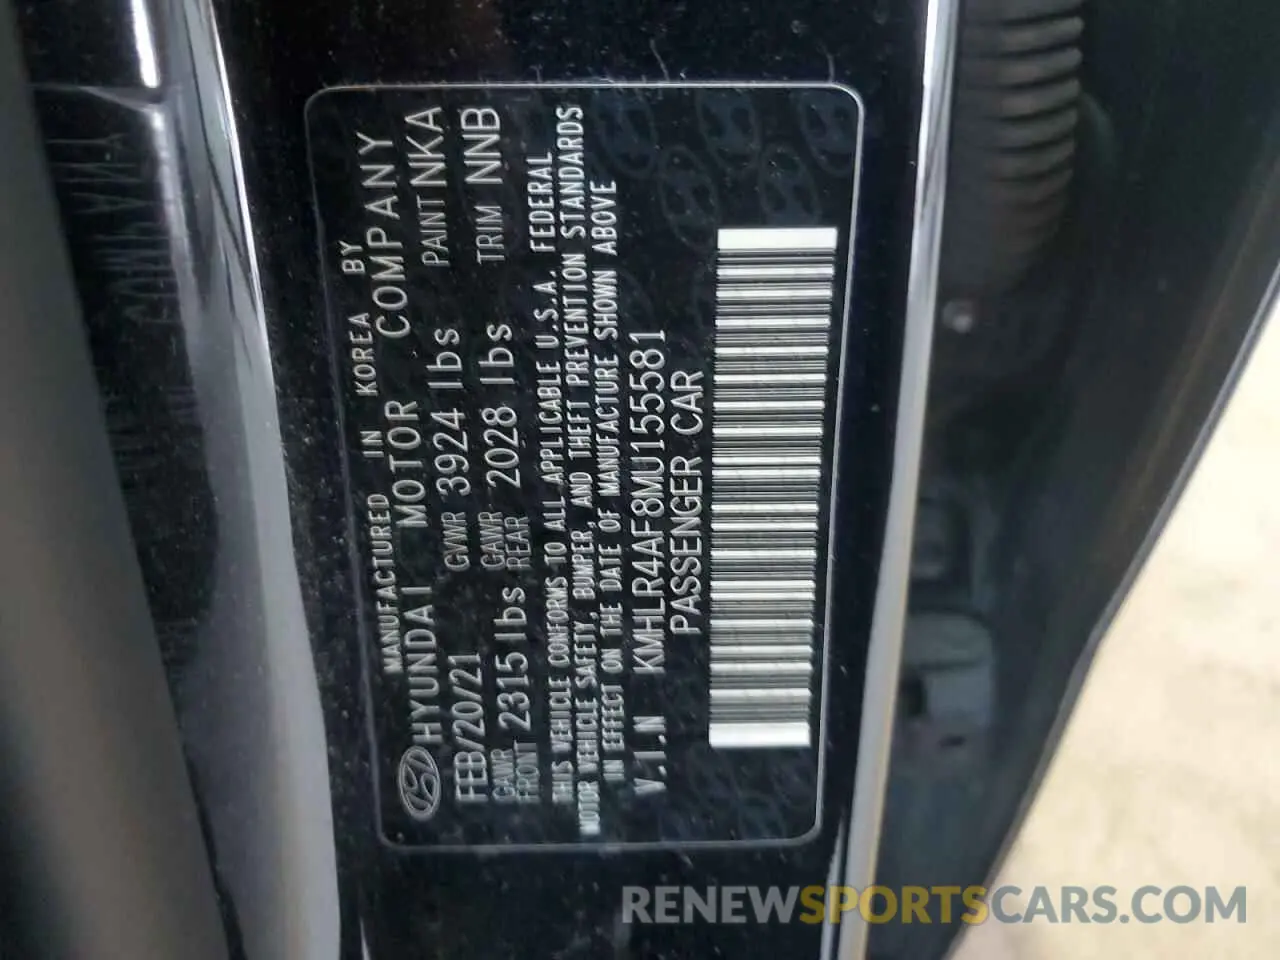 MANUFACTURED IN KOREA BY
HYUNDAI MOTOR COMPANY
FEB/20/21 GVWR 3924 lbs PAINT NKA
GAWR FRONT 2315 lbs GAWR REAR 2028 lbs TRIM NNB
THIS VEHICLE CONFORMS TO ALL APPLICABLE U.S.A. FEDERAL
MOTOR VEHICLE SAFETY, BUMPER, AND THEFT PREVENTION STANDARDS
IN EFFECT ON THE DATE OF MANUFACTURE SHOWN ABOVE
V.I.N KMHLR4AF8MU155581
PASSENGER CAR
RENEWSPORTSCARS.COM